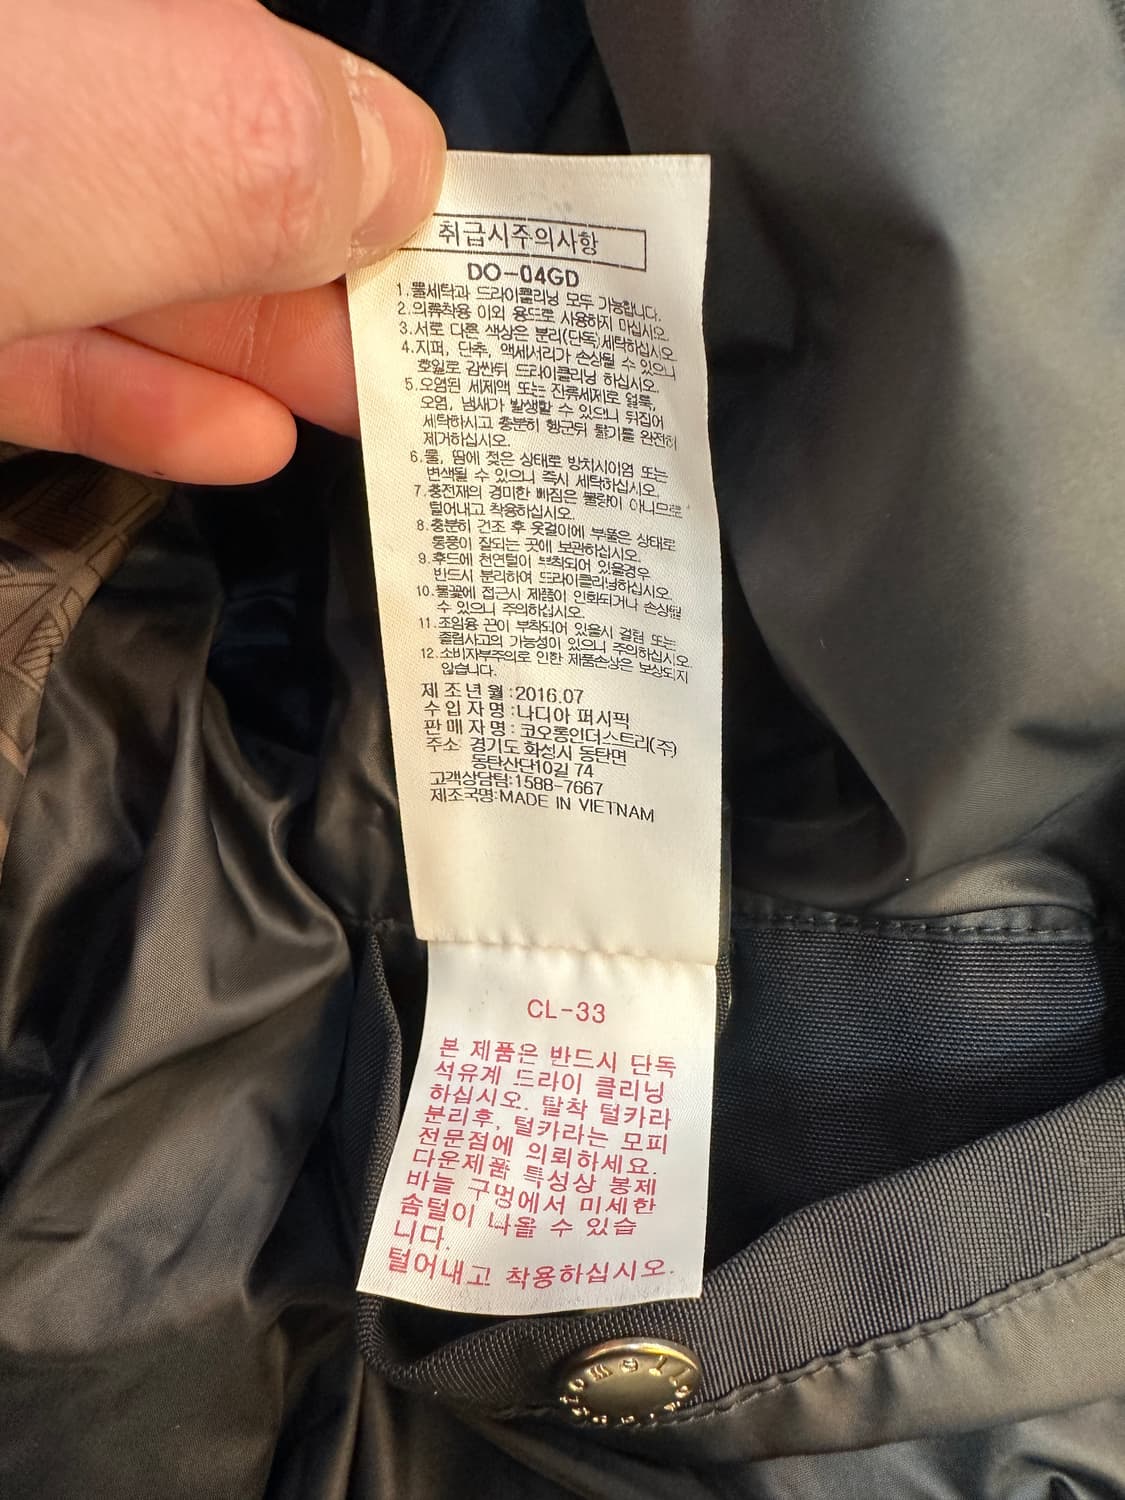 취급시주의사항
DO-04GD
1.물세탁과 드라이클리닝 모두 가능합니다.
2.의류착용 이외 용도로 사용하지 마십시오.
3.서로 다른 색상은 분리(단독)세탁하십시오.
4.지퍼, 단추, 액세서리가 손상될 수 있으니
호일로 감싼뒤 드라이클리닝 하십시오.
5.오염된 세제액 또는 잔류세제로 얼룩,
오염, 냄새가 발생할 수 있으니 뒤집어
세탁하시고 충분히 헹군뒤 물기를 완전히
제거하십시오.
6.물, 땀에 젖은 상태로 방치시이염 또는
변색될 수 있으니 즉시 세탁하십시오.
7.충전재의 경미한 빠짐은 불량이 아니므로
털어내고 착용하십시오.
8.충분히 건조 후 옷걸이에 부풀은 상태로
통풍이 잘되는 곳에 보관하십시오.
9.후드에 천연털이 부착되어 있을경우
반드시 분리하여 드라이클리닝하십시오.
10.불꽃에 접근시 제품이 인화되거나 손상될
수 있으니 주의하십시오.
11.조임용 끈이 부착되어 있을시 걸림 또는
졸림사고의 가능성이 있으니 주의하십시오.
12.소비자부주의로 인한 제품손상은 보상되지
않습니다.
제 조 년 월 :2016.07
수 입 자 명 :나디아 퍼시픽
판 매 자 명 : 코오롱인더스트리(주)
주소: 경기도 화성시 동탄면
동탄산단10길 74
고객상담팀:1588-7667
제조국명:MADE IN VIETNAM
CL-33
본 제품은 반드시 단독
석유계 드라이 클리닝
하십시오. 탈착 털카라
분리후, 털카라는 모피
전문점에 의뢰하세요.
다운제품 특성상 봉제
바늘 구멍에서 미세한
솜털이 나올 수 있습
니다.
털어내고 착용하십시오.